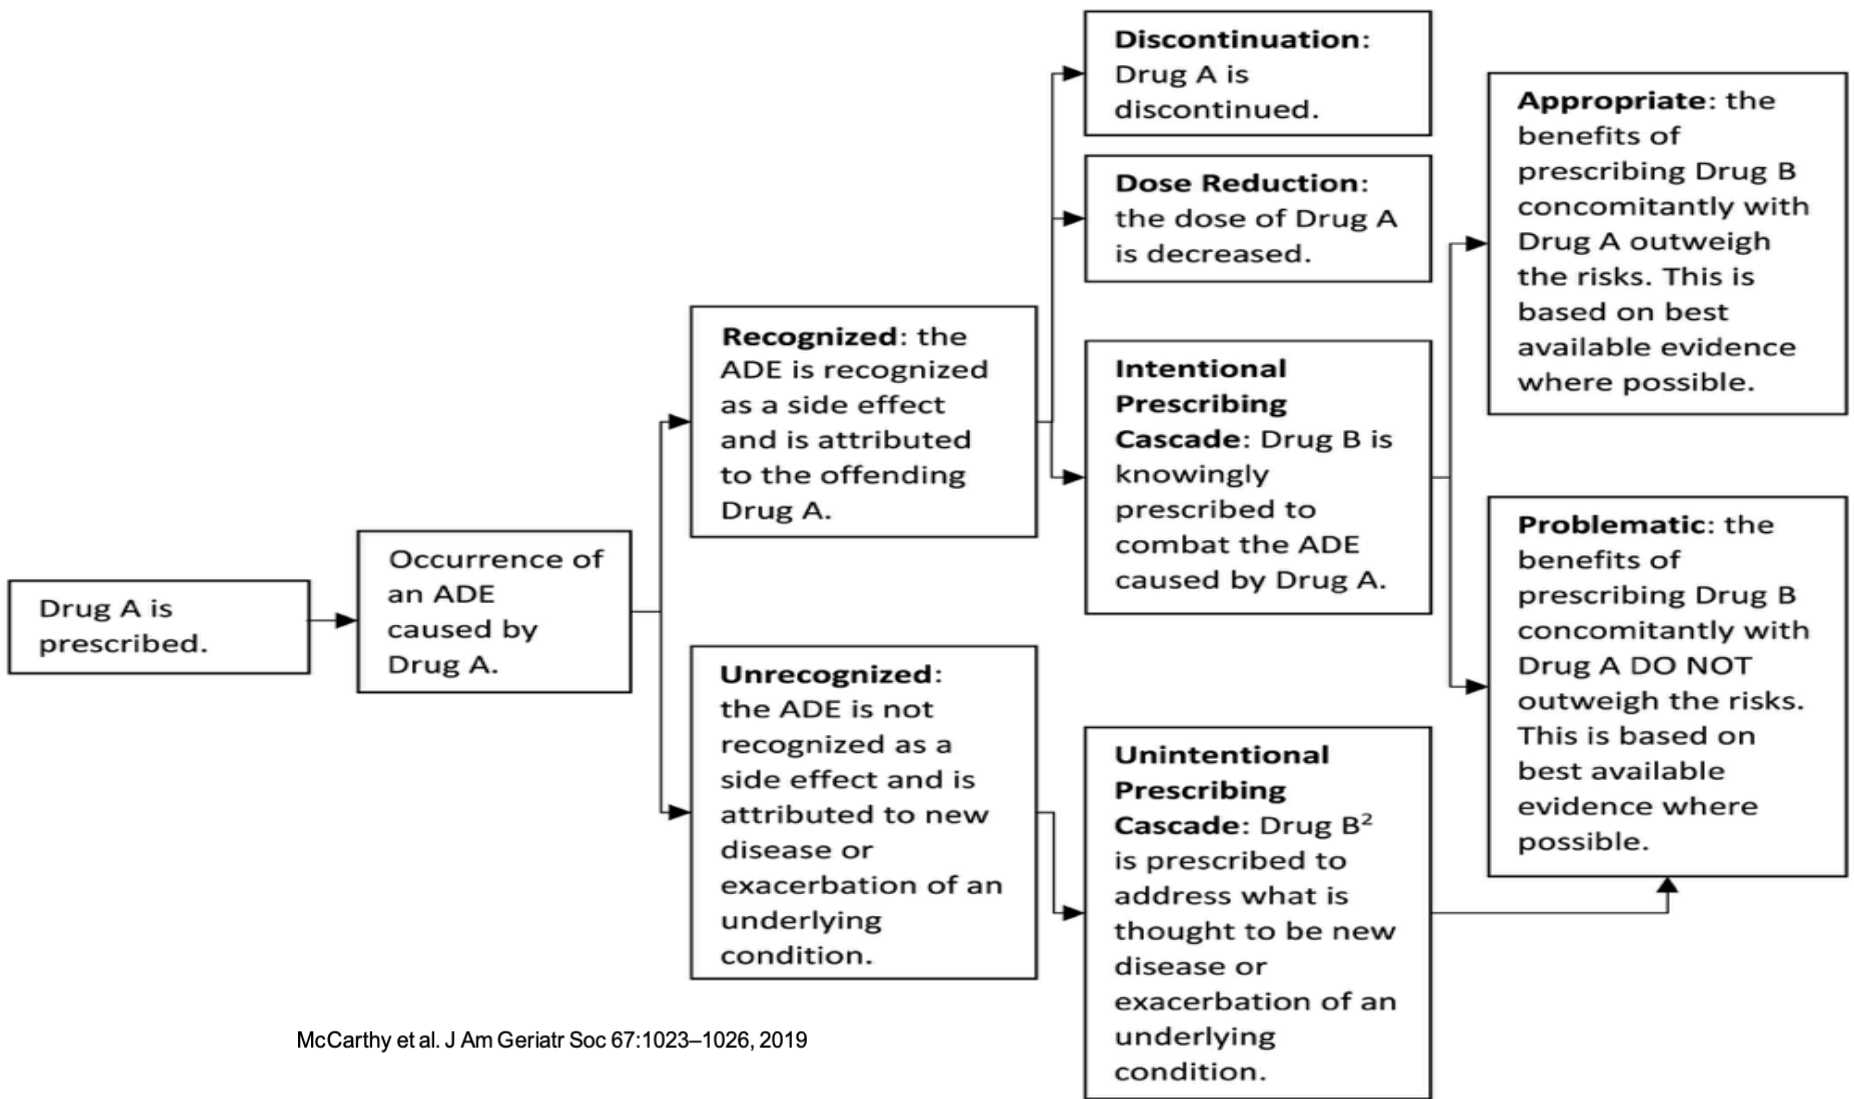 Drug A is
prescribed.
Occurrence of
an ADE
caused by
Drug A.
Recognized: the
ADE is recognized
as a side effect
and is attributed
to the offending
Drug A.
Unrecognized:
the ADE is not
recognized as a
side effect and is
attributed to new
disease or
exacerbation of an
underlying
condition.
Discontinuation:
Drug A is
discontinued.
Dose Reduction:
the dose of Drug A
is decreased.
Intentional
Prescribing
Cascade: Drug B is
knowingly
prescribed to
combat the ADE
caused by Drug A.
Unintentional
Prescribing
Cascade: Drug B²
is prescribed to
address what is
thought to be new
disease or
exacerbation of an
underlying
condition.
Appropriate: the
benefits of
prescribing Drug B
concomitantly with
Drug A outweigh
the risks. This is
based on best
available evidence
where possible.
Problematic: the
benefits of
prescribing Drug B
concomitantly with
Drug A DO NOT
outweigh the risks.
This is based on
best available
evidence where
possible.
McCarthy et al. J Am Geriatr Soc 67:1023–1026, 2019